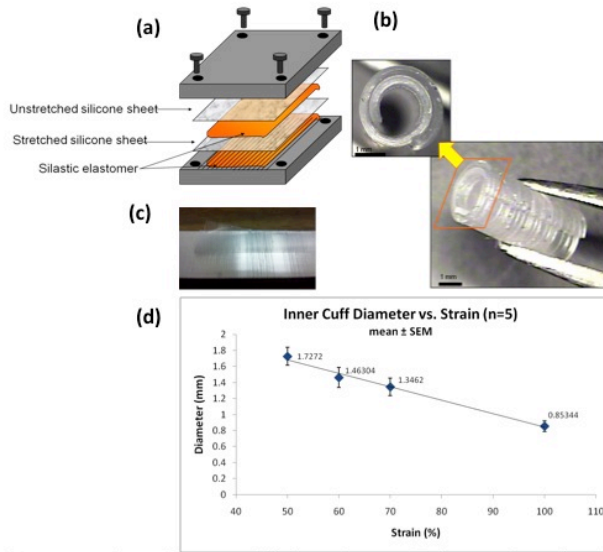 (a)
Unstretched silicone sheet
Stretched silicone sheet
Silastic elastomer
(b)
1 mm
1 mm
(c)
(d)
Inner Cuff Diameter vs. Strain (n=5)
mean ± SEM
Diameter (mm)
2
1.8
1.6
1.4
1.2
1
0.8
0.6
0.4
0.2
0
1.7272
1.46304
1.3462
0.85344
40 50 60 70 80 90 100 110
Strain (%)